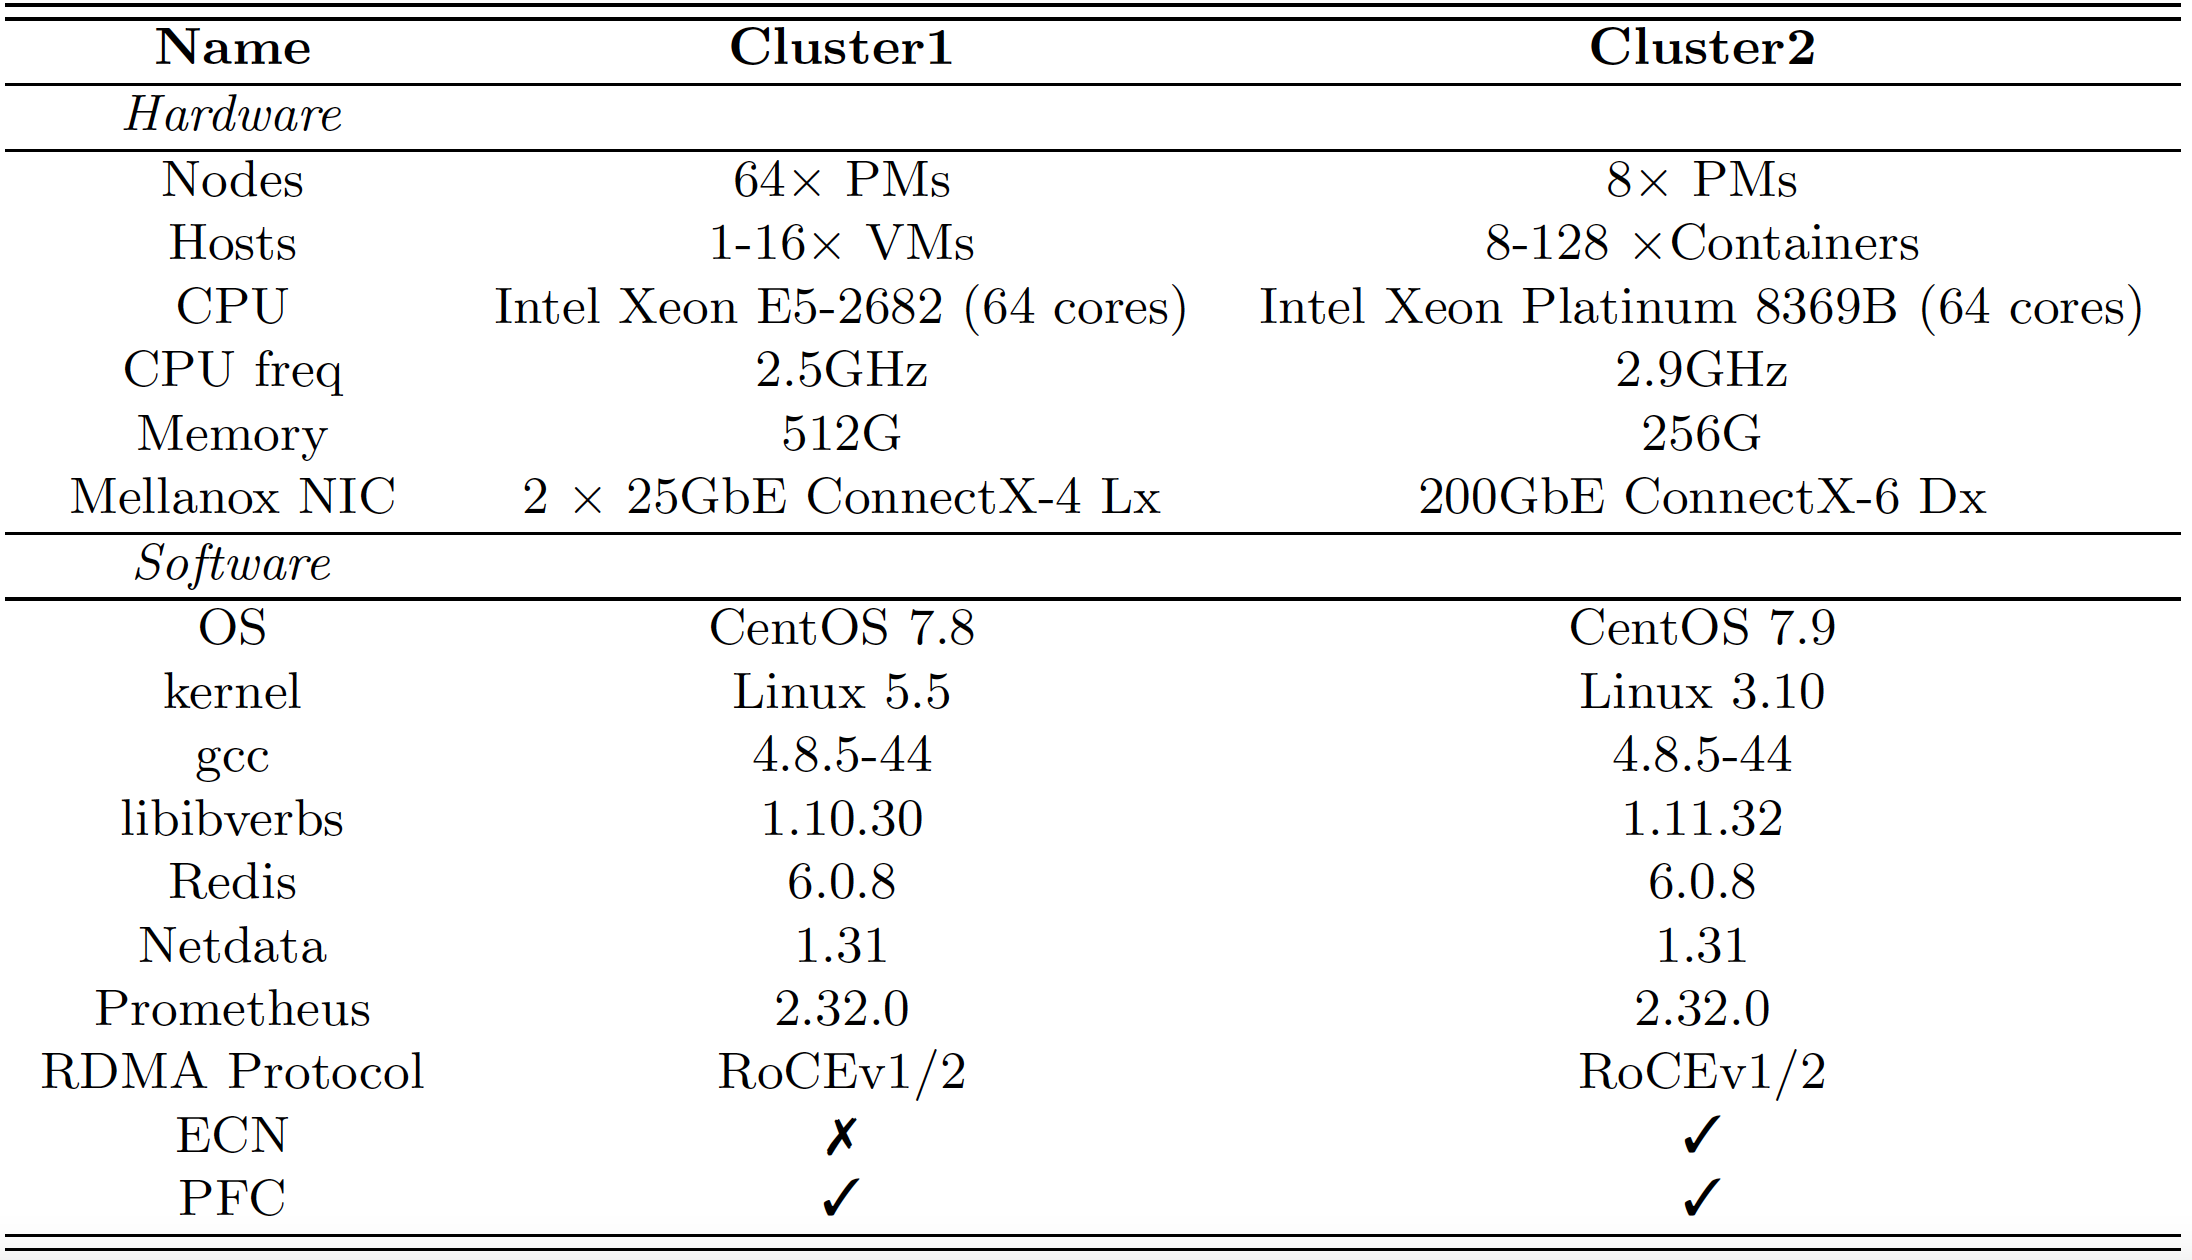 Name Cluster1 Cluster2
Hardware
Nodes 64× PMs 8× PMs
Hosts 1-16× VMs 8-128 ×Containers
CPU Intel Xeon E5-2682 (64 cores) Intel Xeon Platinum 8369B (64 cores)
CPU freq 2.5GHz 2.9GHz
Memory 512G 256G
Mellanox NIC 2 × 25GbE ConnectX-4 Lx 200GbE ConnectX-6 Dx
Software
OS CentOS 7.8 CentOS 7.9
kernel Linux 5.5 Linux 3.10
gcc 4.8.5-44 4.8.5-44
libibverbs 1.10.30 1.11.32
Redis 6.0.8 6.0.8
Netdata 1.31 1.31
Prometheus 2.32.0 2.32.0
RDMA Protocol RoCEv1/2 RoCEv1/2
ECN ✗ ✓
PFC ✓ ✓